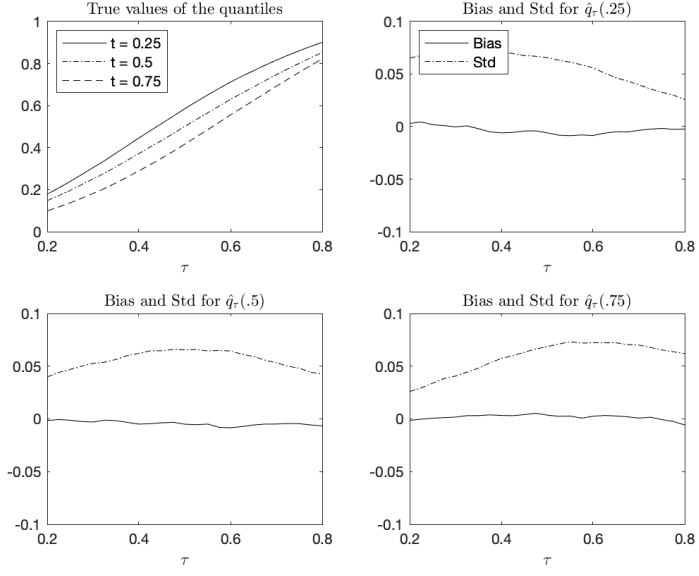 True values of the quantiles
1
0.8
0.6
0.4
0.2
0
t = 0.25
t = 0.5
t = 0.75
0.2 0.4 0.6 0.8
τ
Bias and Std for q̂τ(.25)
0.1
0.05
0
-0.05
-0.1
Bias
Std
0.2 0.4 0.6 0.8
τ
Bias and Std for q̂τ(.5)
0.1
0.05
0
-0.05
-0.1
0.2 0.4 0.6 0.8
τ
Bias and Std for q̂τ(.75)
0.1
0.05
0
-0.05
-0.1
0.2 0.4 0.6 0.8
τ